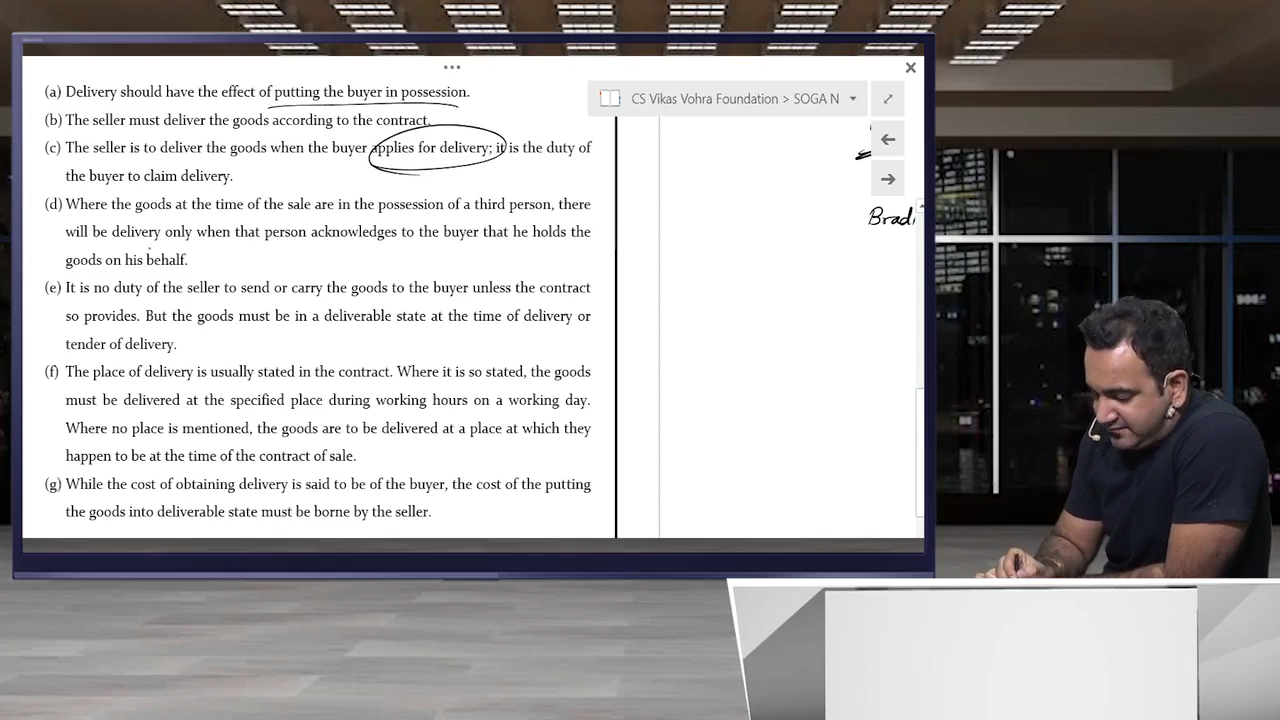 (a) Delivery should have the effect of putting the buyer in possession.
(b) The seller must deliver the goods according to the contract.
(c) The seller is to deliver the goods when the buyer applies for delivery; it is the duty of
the buyer to claim delivery.
(d) Where the goods at the time of the sale are in the possession of a third person, there
will be delivery only when that person acknowledges to the buyer that he holds the
goods on his behalf.
(e) It is no duty of the seller to send or carry the goods to the buyer unless the contract
so provides. But the goods must be in a deliverable state at the time of delivery or
tender of delivery.
(f) The place of delivery is usually stated in the contract. Where it is so stated, the goods
must be delivered at the specified place during working hours on a working day.
Where no place is mentioned, the goods are to be delivered at a place at which they
happen to be at the time of the contract of sale.
(g) While the cost of obtaining delivery is said to be of the buyer, the cost of the putting
the goods into deliverable state must be borne by the seller.
CS Vikas Vohra Foundation > SOGA N